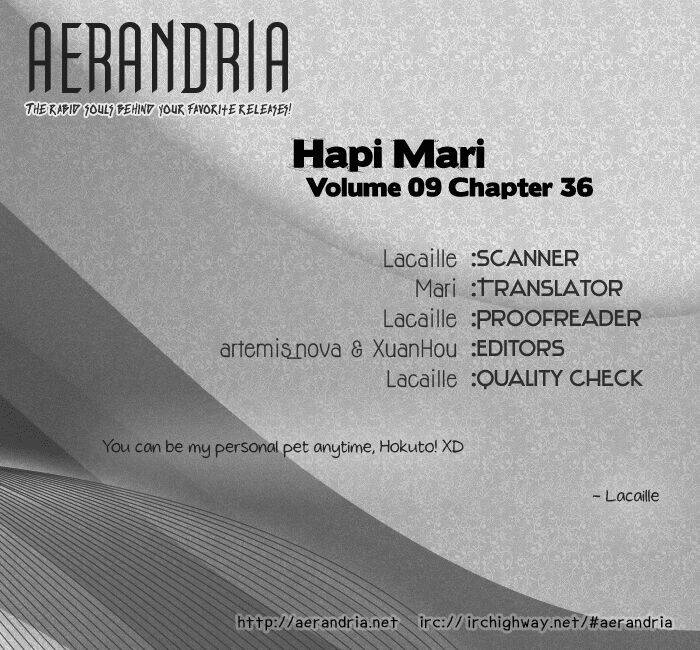 AERANDRIA
THE RABID SOULS BEHIND YOUR FAVORITE RELEASES!
Hapi Mari
Volume 09 Chapter 36
Lacaille :SCANNER
Mari :TRANSLATOR
Lacaille :PROOFREADER
artemis_nova & XuanHou :EDITORS
Lacaille :QUALITY CHECK
You can be my personal pet anytime, Hokuto! XD
~ Lacaille
http://aerandria.net irc://irchighway.net/#aerandria